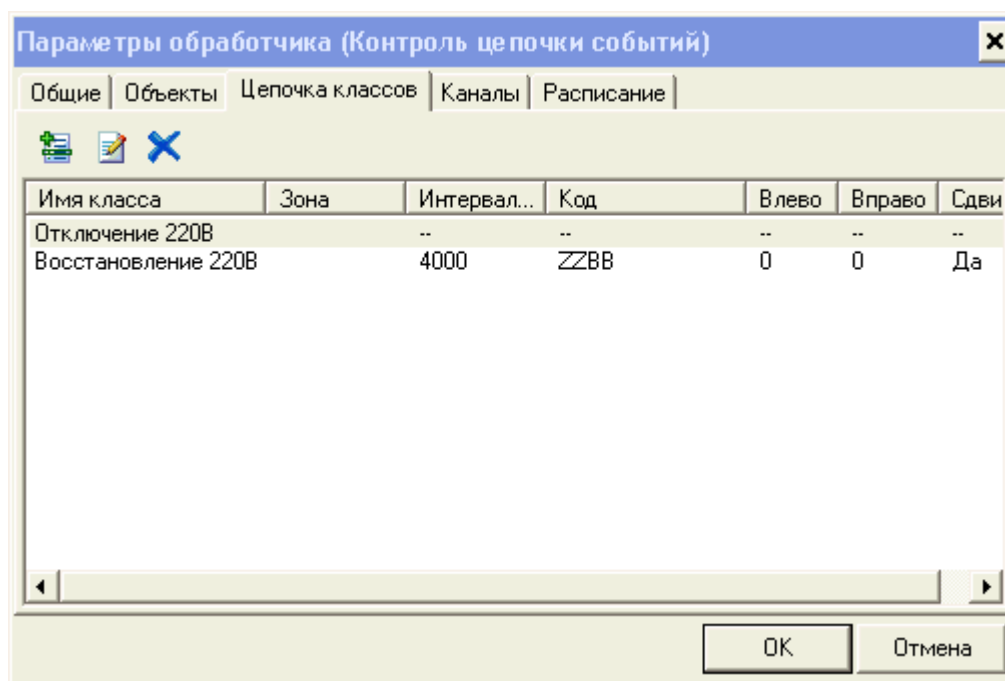 Параметры обработчика (Контроль цепочки событий)
Общие Объекты Цепочка классов Каналы Расписание
Имя класса Зона Интервал... Код Влево Вправо Сдви
Отключение 220В -- -- -- -- --
Восстановление 220В 4000 ZZBB 0 0 Да
OK Отмена